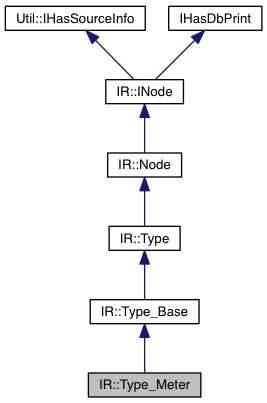 Util::IHasSourceInfo
IHasDbPrint
IR::INode
IR::Node
IR::Type
IR::Type_Base
IR::Type_Meter